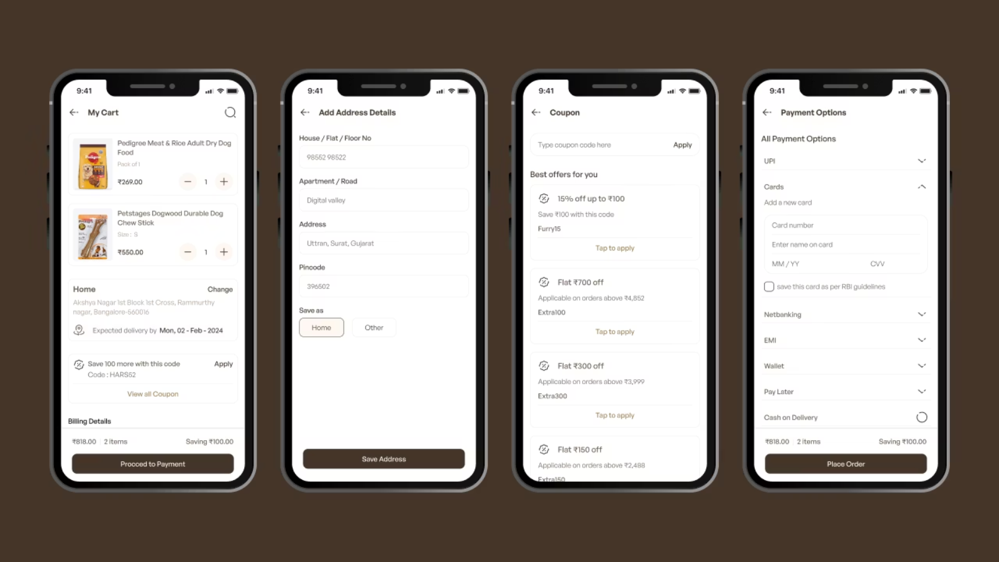 9:41
My Cart
Pedigree Meat & Rice Adult Dry Dog
Food
Pack of 1
₹269.00
1
Pedigree
Petstages Dogwood Durable Dog
Chew Stick
Size : S
₹550.00
1
Home
Change
Akshya Nagar 1st Block 1st Cross, Rammurthy
nagar, Bangalore-560016
Expected delivery by Mon, 02 - Feb - 2024
Save 100 more with this code
Apply
Code : HARS52
View all Coupon
Billing Details
₹818.00
2 items
Saving ₹100.00
Procced to Payment
9:41
Add Address Details
House / Flat / Floor No
98552 98522
Apartment / Road
Digital valley
Address
Uttran, Surat, Gujarat
Pincode
396502
Save as
Home
Other
Save Address
9:41
Coupon
Type coupon code here
Apply
Best offers for you
15% off up to ₹100
Save ₹100 with this code
Furry15
Tap to apply
Flat ₹700 off
Applicable on orders above ₹4,852
Extra100
Tap to apply
Flat ₹300 off
Applicable on orders above ₹3,999
Extra300
Tap to apply
Flat ₹150 off
Applicable on orders above ₹2,488
Extra150
9:41
Payment Options
All Payment Options
UPI
Cards
Add a new card
Card number
Enter name on card
MM / YY
CVV
save this card as per RBI guidelines
Netbanking
EMI
Wallet
Pay Later
Cash on Delivery
₹818.00
2 items
Saving ₹100.00
Place Order